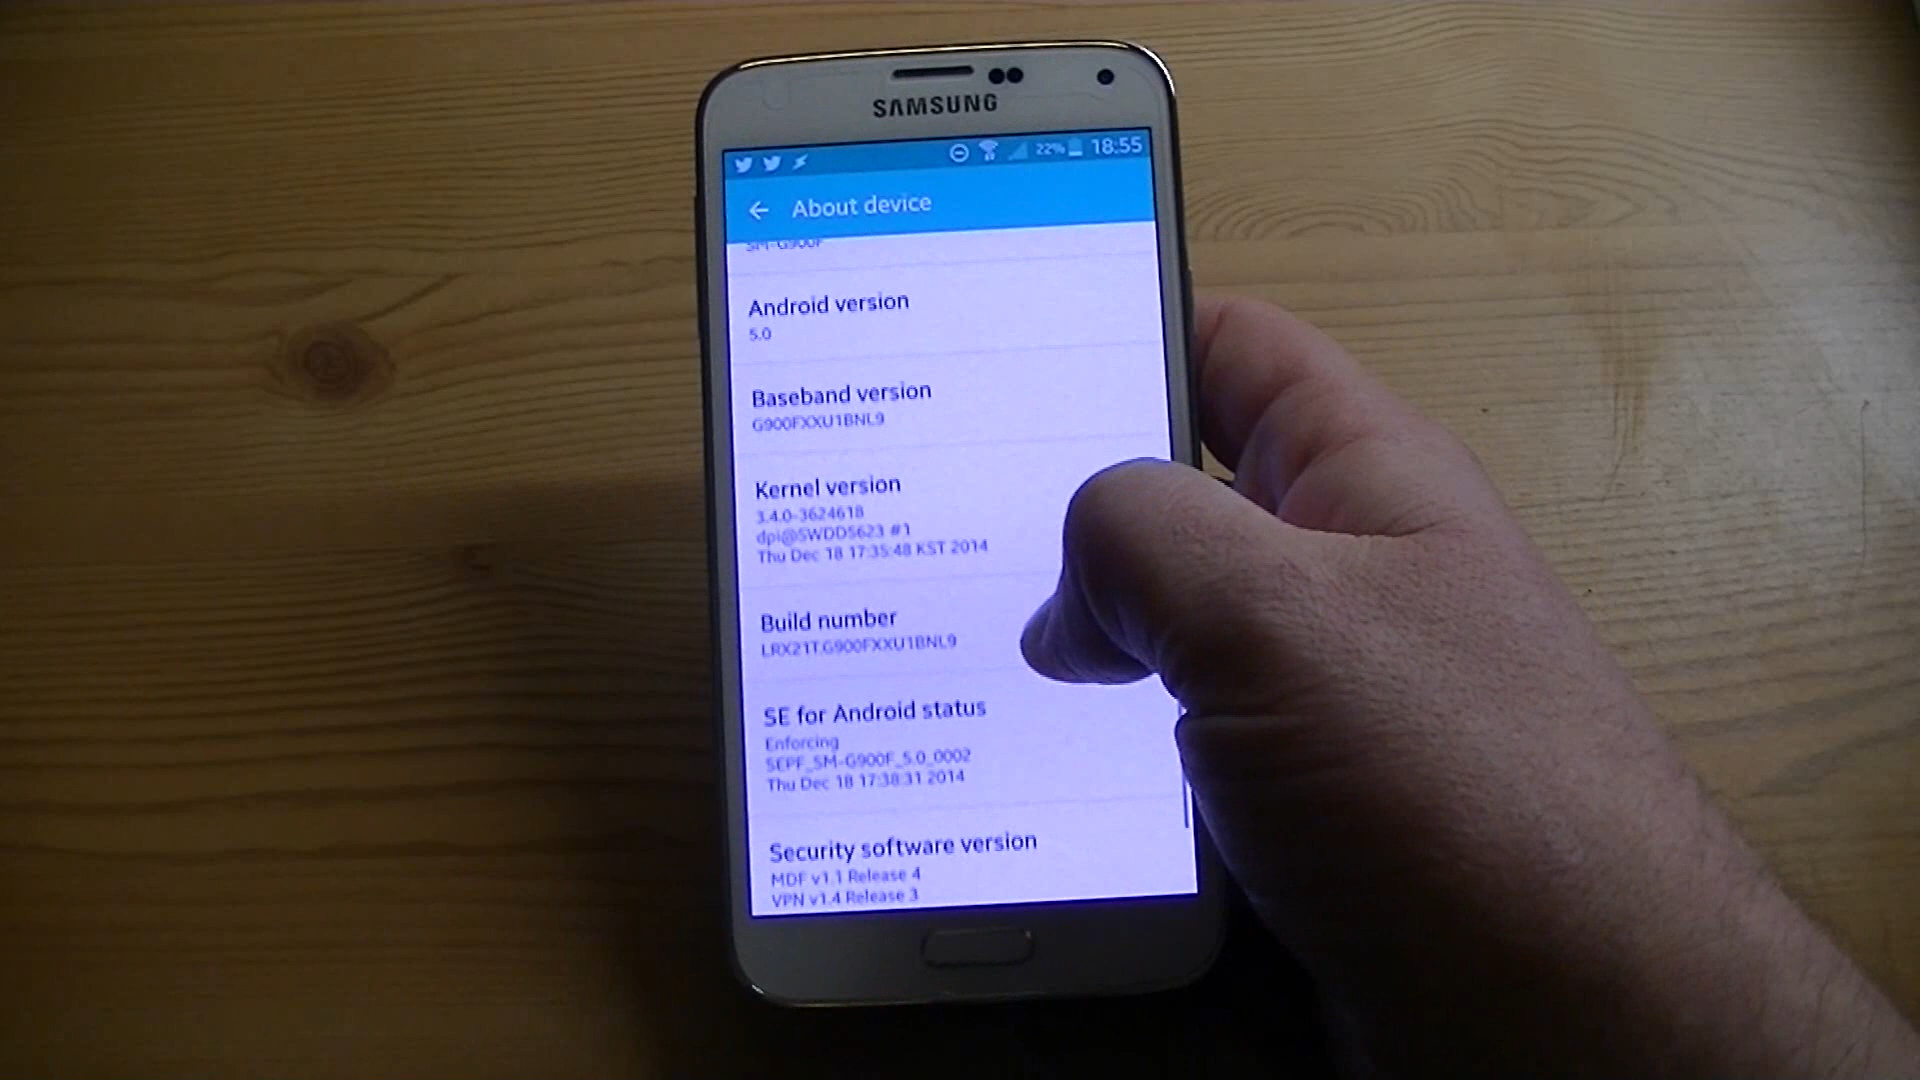 SAMSUNG
22% 18:55
About device
SM-G900F
Android version
5.0
Baseband version
G900FXXU1BNL9
Kernel version
3.4.0-3624618
dpi@SWDD5623 #1
Thu Dec 18 17:35:48 KST 2014
Build number
LRX21T.G900FXXU1BNL9
SE for Android status
Enforcing
SEPF_SM-G900F_5.0_0002
Thu Dec 18 17:38:31 2014
Security software version
MDF v1.1 Release 4
VPN v1.4 Release 3